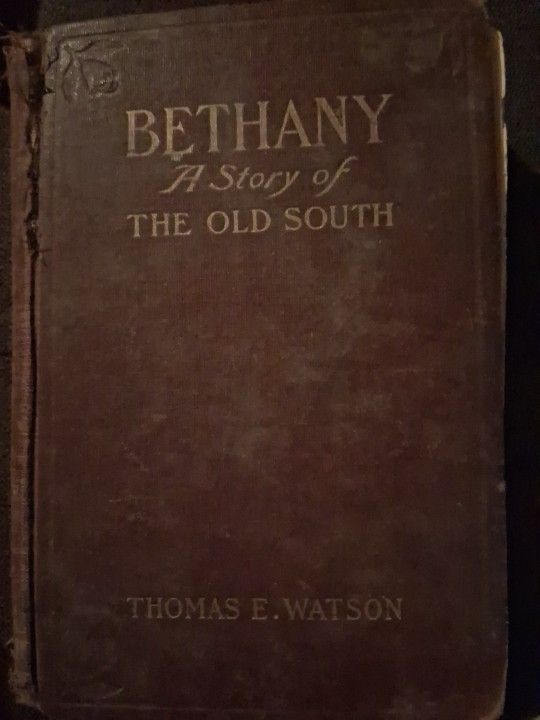 BETHANY
A Story of
THE OLD SOUTH
THOMAS E. WATSON